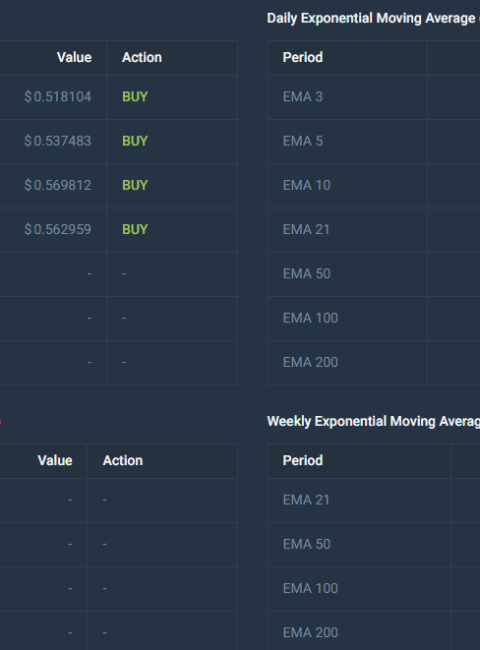 Daily Exponential Moving Average
Value Action
$ 0.518104 BUY
$ 0.537483 BUY
$ 0.569812 BUY
$ 0.562959 BUY
- -
- -
- -
Period
EMA 3
EMA 5
EMA 10
EMA 21
EMA 50
EMA 100
EMA 200
Weekly Exponential Moving Averag
Value Action
- -
- -
- -
- -
Period
EMA 21
EMA 50
EMA 100
EMA 200